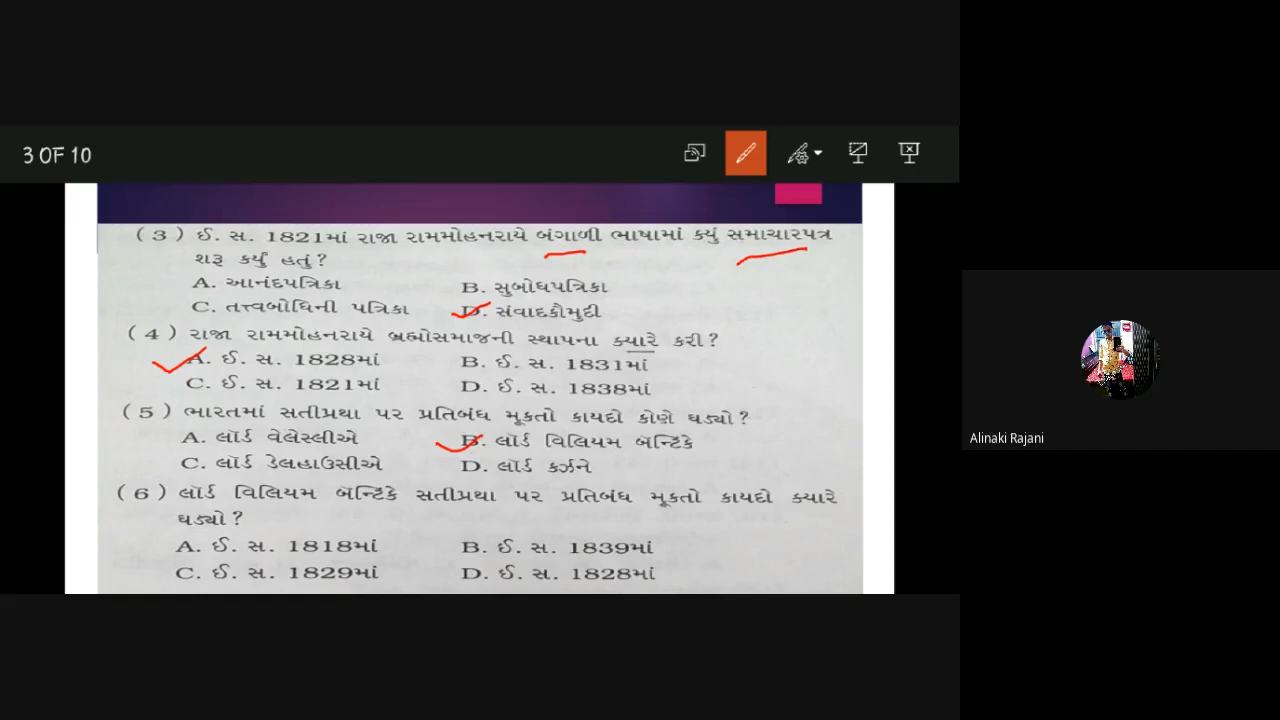 3 OF 10
( 3 ) ઈ. સ. 1821માં રાજા રામમોહનરાયે બંગાળી ભાષામાં કયું સમાચારપત્ર
શરૂ કર્યું હતું ?
A. આનંદપત્રિકા B. સુબોધપત્રિકા
C. તત્ત્વબોધિની પત્રિકા D. સંવાદકૌમુદી
( 4 ) રાજા રામમોહનરાયે બ્રહ્મોસમાજની સ્થાપના ક્યારે કરી ?
A. ઈ. સ. 1828માં B. ઈ. સ. 1831માં
C. ઈ. સ. 1821માં D. ઈ. સ. 1838માં
( 5 ) ભારતમાં સતીપ્રથા પર પ્રતિબંધ મૂકતો કાયદો કોણે ઘડ્યો ?
A. લૉર્ડ વેલેસ્લીએ B. લૉર્ડ વિલિયમ બૅન્ટિકે
C. લૉર્ડ ડેલહાઉસીએ D. લૉર્ડ કર્ઝને
( 6 ) લૉર્ડ વિલિયમ બૅન્ટિકે સતીપ્રથા પર પ્રતિબંધ મૂકતો કાયદો ક્યારે
ઘડ્યો ?
A. ઈ. સ. 1818માં B. ઈ. સ. 1839માં
C. ઈ. સ. 1829માં D. ઈ. સ. 1828માં
Alinaki Rajani